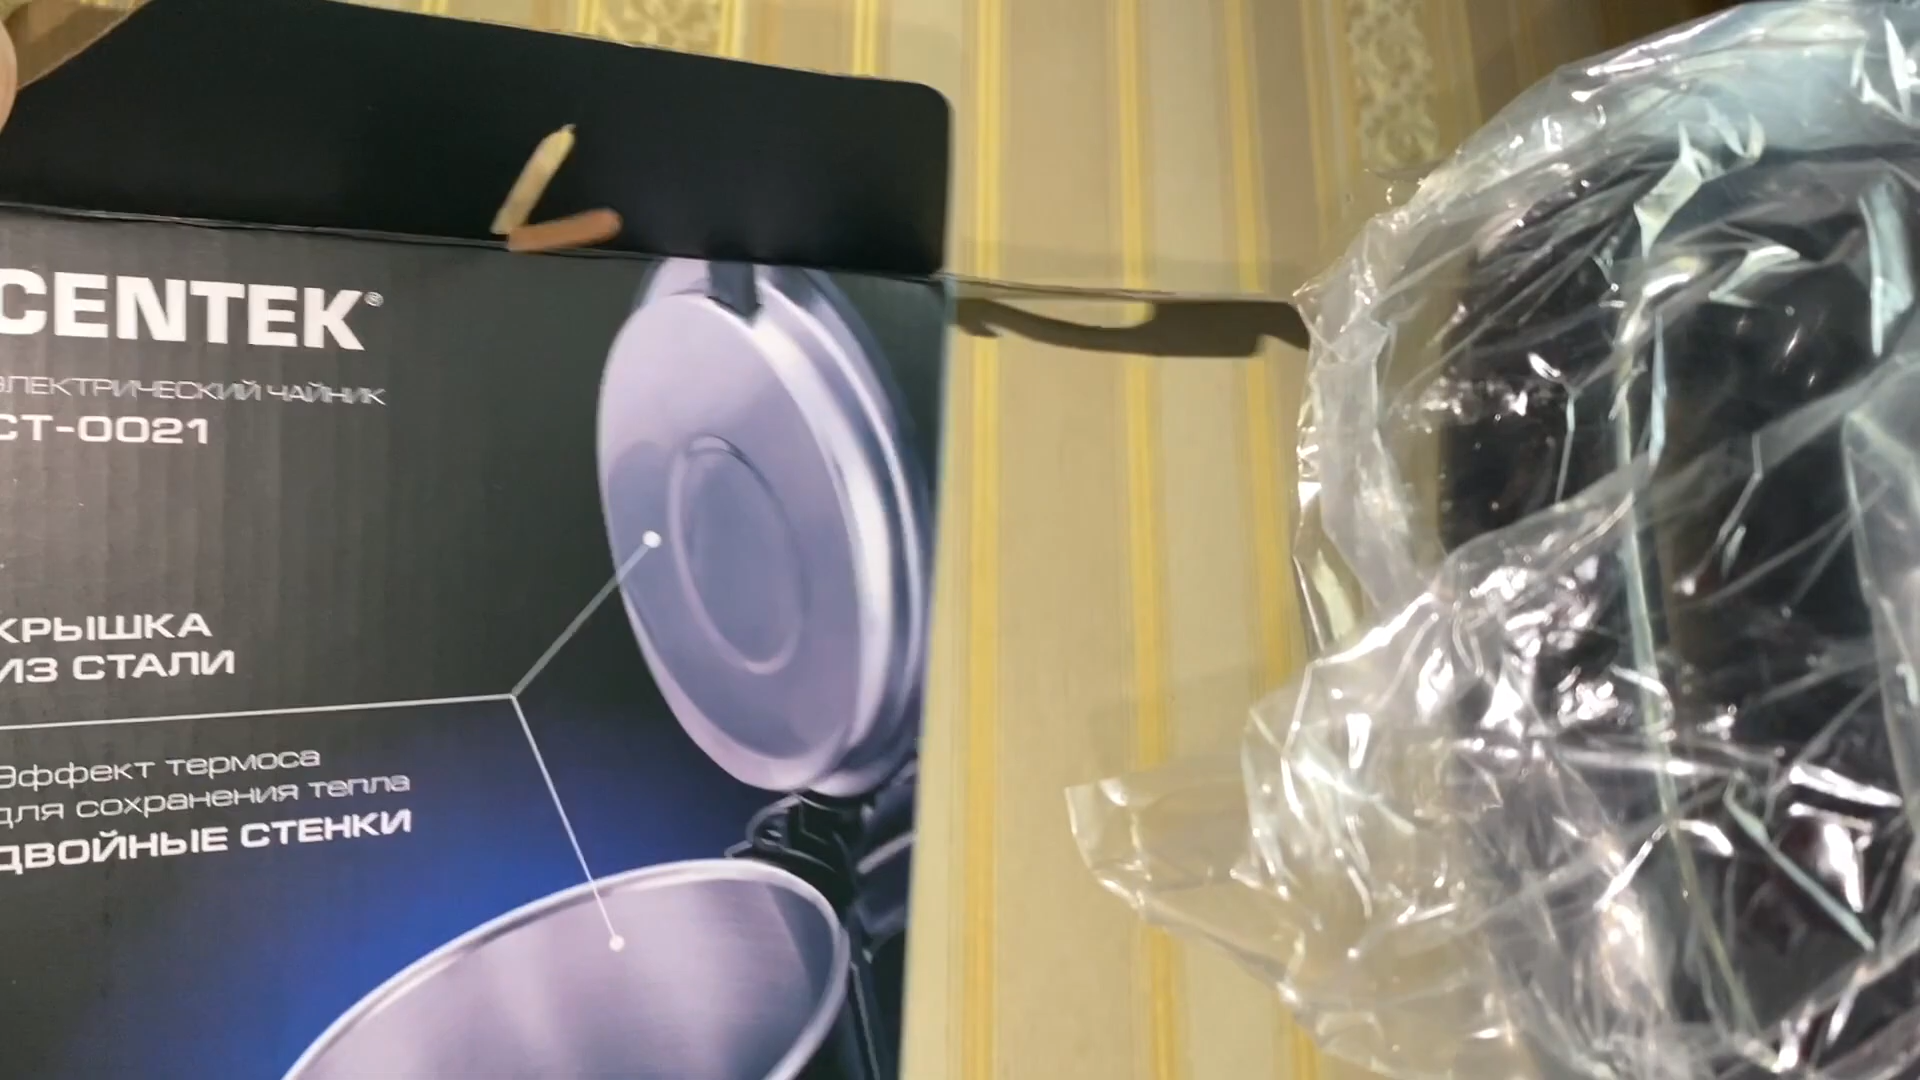 CENTEK®
ЭЛЕКТРИЧЕСКИЙ ЧАЙНИК
CT-0021
КРЫШКА
ИЗ СТАЛИ
Эффект термоса
для сохранения тепла
ДВОЙНЫЕ СТЕНКИ